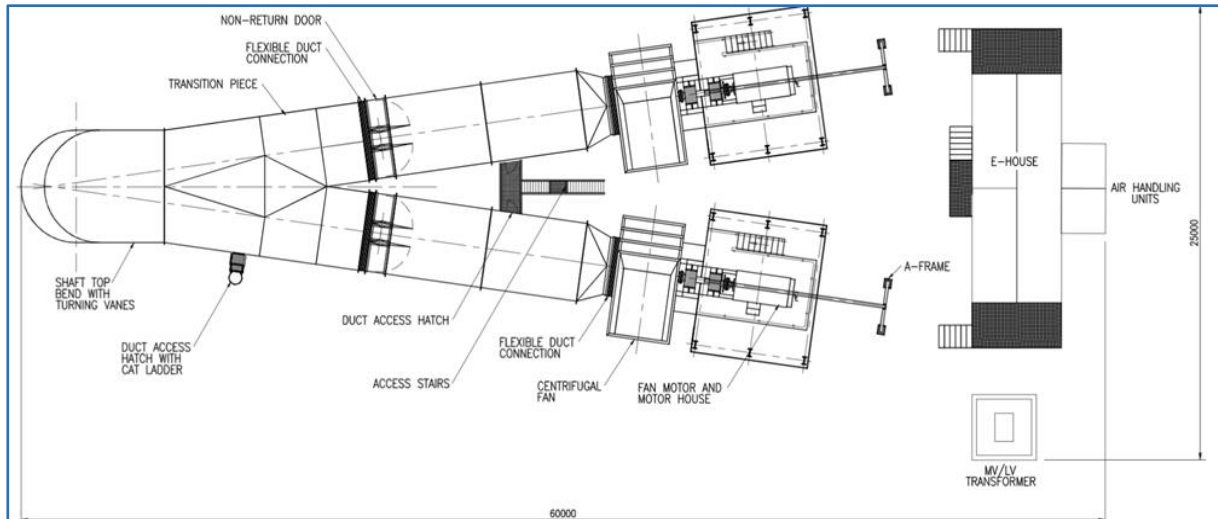 NON-RETURN DOOR
FLEXIBLE DUCT
CONNECTION
TRANSITION PIECE
E-HOUSE
AIR HANDLING
UNITS
25000
A-FRAME
SHAFT TOP
BEND WITH
TURNING VANES
DUCT ACCESS HATCH
FLEXIBLE DUCT
CONNECTION
DUCT ACCESS
HATCH WITH
CAT LADDER
ACCESS STAIRS
CENTRIFUGAL
FAN
FAN MOTOR AND
MOTOR HOUSE
MV/LV
TRANSFORMER
60000